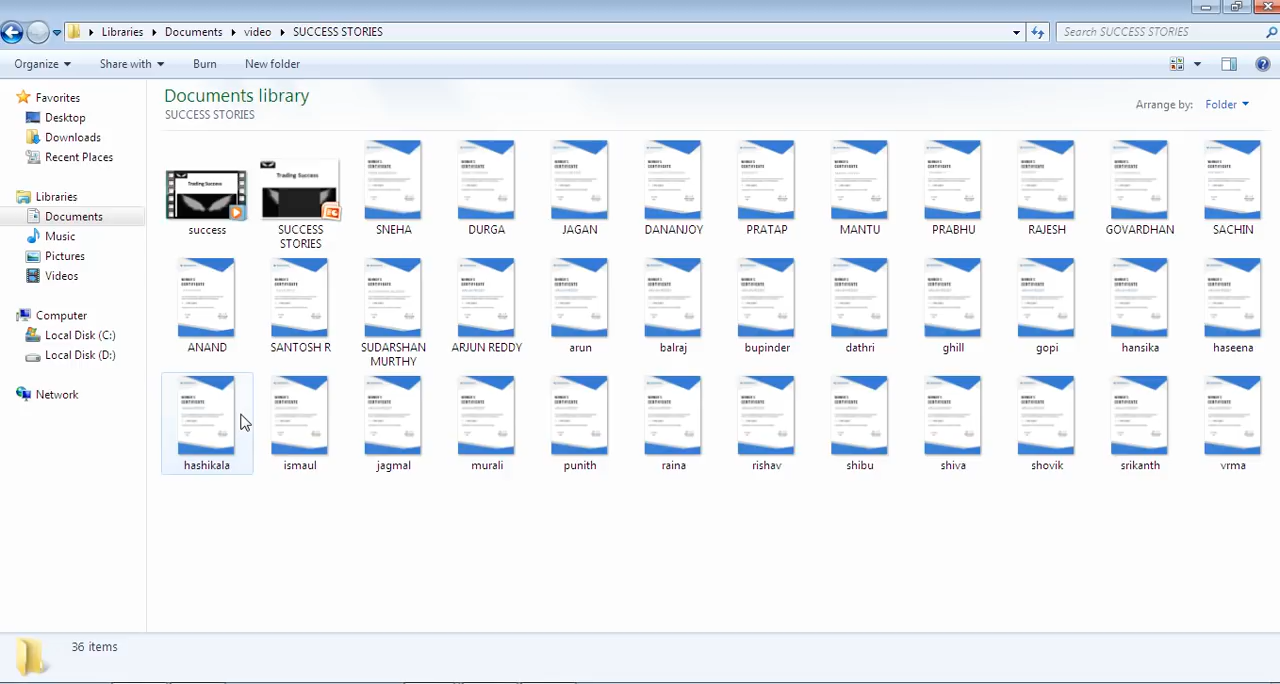 Libraries Documents video SUCCESS STORIES
Search SUCCESS STORIES
Organize Share with Burn New folder
Favorites
Desktop
Downloads
Recent Places
Libraries
Documents
Music
Pictures
Videos
Computer
Local Disk (C:)
Local Disk (D:)
Network
Documents library
SUCCESS STORIES
Arrange by: Folder
Trading Success
Trading Success
success
SUCCESS
STORIES
SNEHA
DURGA
JAGAN
DANANJOY
PRATAP
MANTU
PRABHU
RAJESH
GOVARDHAN
SACHIN
ANAND
SANTOSH R
SUDARSHAN
MURTHY
ARJUN REDDY
arun
balraj
bupinder
dathri
ghill
gopi
hansika
haseena
hashikala
ismaul
jagmal
murali
punith
raina
rishav
shibu
shiva
shovik
srikanth
vrma
36 items